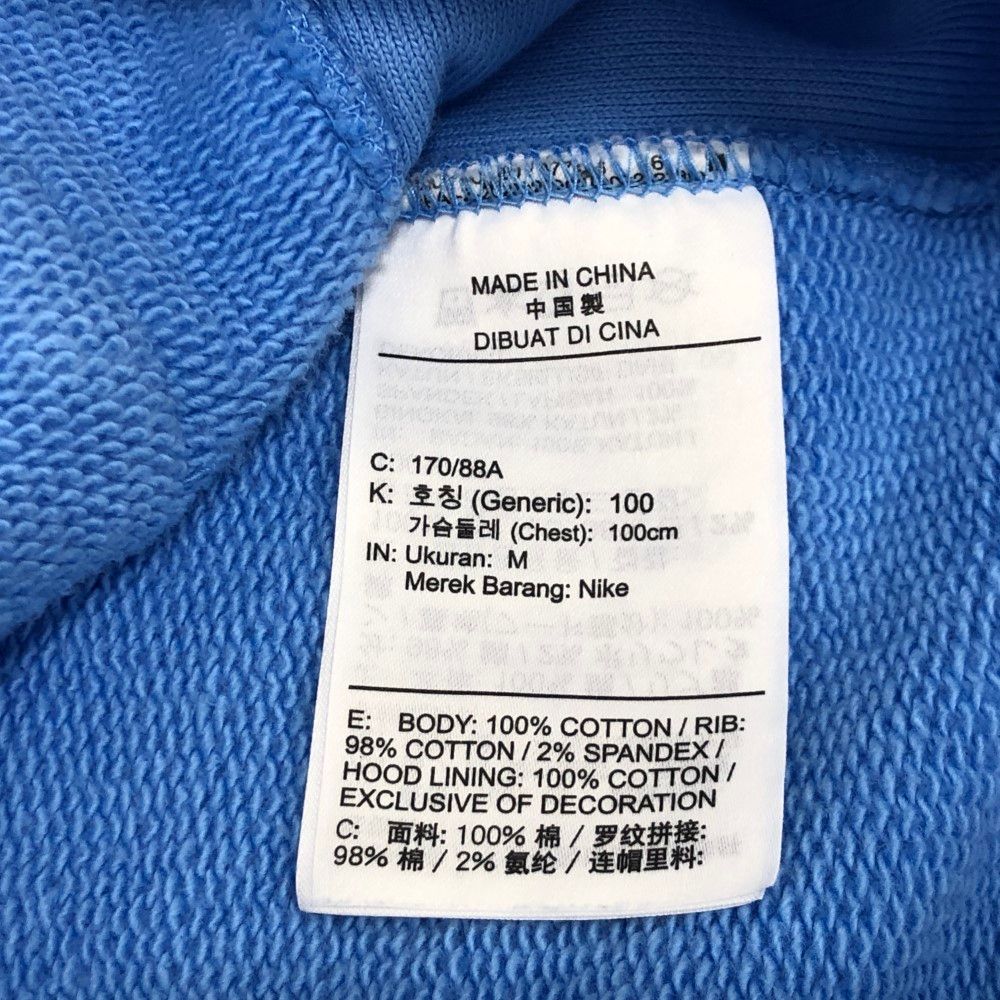 MADE IN CHINA
中国製
DIBUAT DI CINA
C: 170/88A
K: 호칭 (Generic): 100
가슴둘레 (Chest): 100cm
IN: Ukuran: M
Merek Barang: Nike
E: BODY: 100% COTTON / RIB:
98% COTTON / 2% SPANDEX /
HOOD LINING: 100% COTTON /
EXCLUSIVE OF DECORATION
C: 面料: 100% 棉 / 罗纹拼接:
98% 棉 / 2% 氨纶 / 连帽里料: